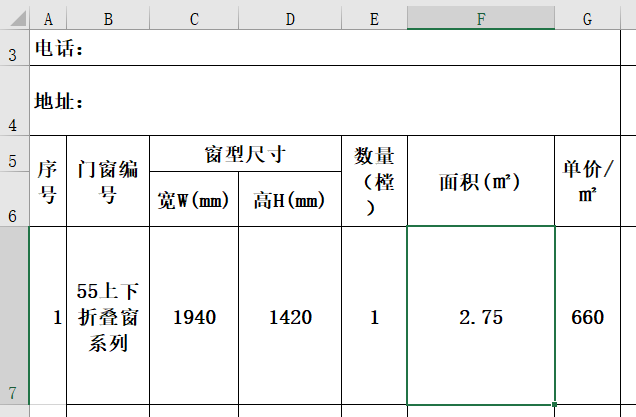 A B C D E F G
3 电话：
4 地址：
5 序号 门窗编号 窗型尺寸 数量（樘） 面积(㎡) 单价/㎡
6 宽W(mm) 高H(mm)
7 1 55上下折叠窗系列 1940 1420 1 2.75 660